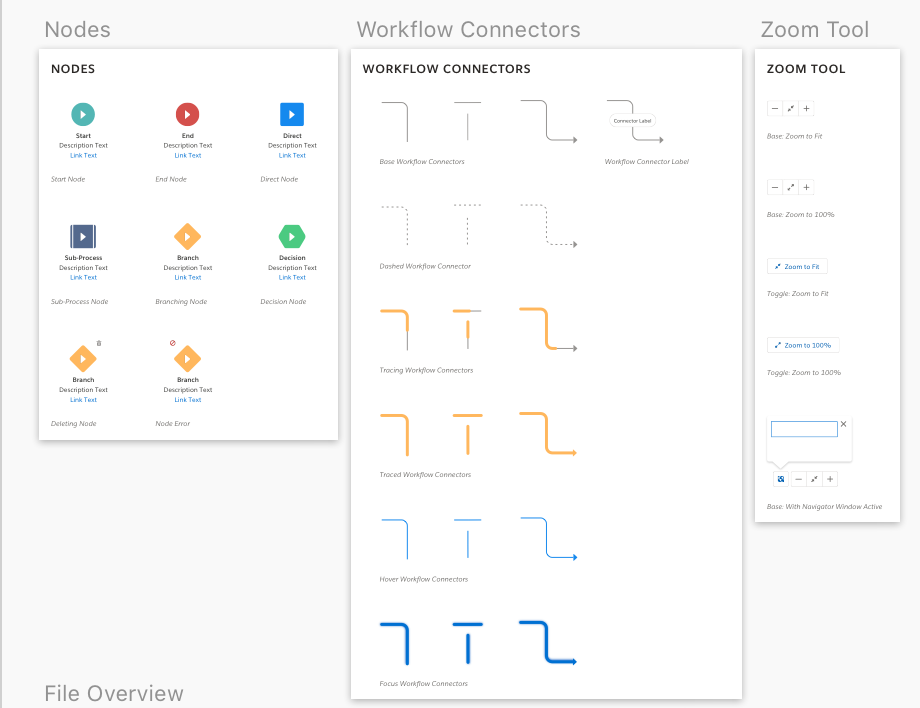 Nodes
NODES
Start
Description Text
Link Text
Start Node
End
Description Text
Link Text
End Node
Direct
Description Text
Link Text
Direct Node
Sub-Process
Description Text
Link Text
Sub-Process Node
Branch
Description Text
Link Text
Branching Node
Decision
Description Text
Link Text
Decision Node
Branch
Description Text
Link Text
Deleting Node
Branch
Description Text
Link Text
Node Error
Workflow Connectors
WORKFLOW CONNECTORS
Base Workflow Connectors
Connector Label
Workflow Connector Label
Dashed Workflow Connector
Tracing Workflow Connectors
Traced Workflow Connectors
Hover Workflow Connectors
Focus Workflow Connectors
Zoom Tool
ZOOM TOOL
Base: Zoom to Fit
Base: Zoom to 100%
Zoom to Fit
Toggle: Zoom to Fit
Zoom to 100%
Toggle: Zoom to 100%
Base: With Navigator Window Active
File Overview